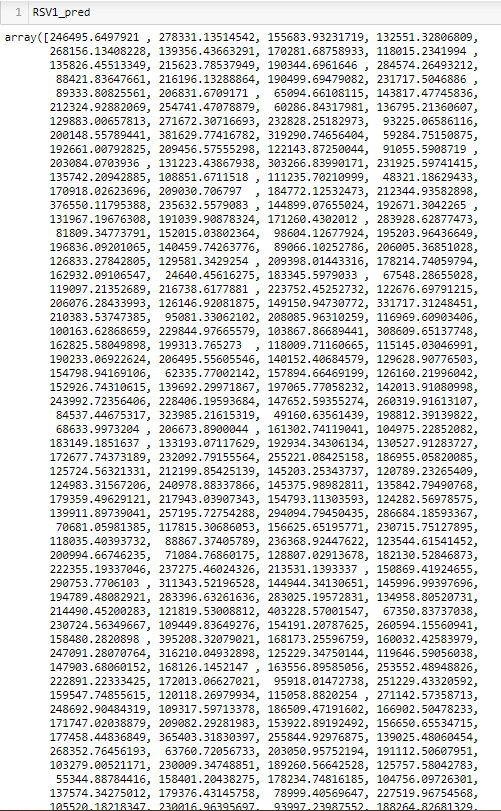 1 RSV1_pred
array([246495.6497921 , 278331.13514542, 155683.93231719, 132551.32806809,
268156.13408228, 139356.43663291, 170281.68758933, 118015.2341994 ,
135826.45513349, 215623.78537949, 190344.6961646 , 284574.26493212,
88421.83647661, 216196.13288864, 190499.69479082, 231717.5046886 ,
89333.80825561, 206831.6709171 , 65094.66108115, 143817.47745836,
212324.92882069, 254741.47078879, 60286.84317981, 136795.21360607,
129883.00657813, 271672.30716693, 232828.25182973, 93225.06586116,
200148.55789441, 381629.77416782, 319290.74656404, 59284.75150875,
192661.00792825, 209456.57555298, 122143.87250044, 91055.5908719 ,
203084.0703936 , 131223.43867938, 303266.83990171, 231925.59741415,
135742.20942885, 108851.6711518 , 111235.70210999, 48321.18629433,
170918.02623696, 209030.706797 , 184772.12532473, 212344.93582898,
376550.11795388, 235632.5579083 , 144899.07655024, 192671.3042265 ,
131967.19676308, 191039.90878324, 171260.4302012 , 283928.62877473,
81809.34773791, 152015.03802364, 98604.12677924, 195203.96436649,
196836.09201065, 140459.74263776, 89066.10252786, 206005.36851028,
126833.27842805, 129581.3429254 , 209398.01443316, 178214.74059794,
162932.09106547, 24640.45616275, 183345.5979033 , 67548.28655028,
119097.21352689, 216738.6177881 , 223752.45252732, 122676.69791215,
206076.28433993, 126146.92081875, 149150.94730772, 331717.31248451,
210383.53747385, 95081.33062102, 208085.96310259, 116969.60903406,
100163.62868659, 229844.97665579, 103867.86689441, 308609.65137748,
162825.58049898, 199313.765273 , 118009.71160665, 115145.03046991,
190233.06922624, 206495.55605546, 140152.40684579, 129628.90776503,
154798.94169106, 62335.77002142, 157894.66469199, 126160.21996042,
152926.74310615, 139692.29971867, 197065.77058232, 142013.91080998,
243992.72356406, 228406.19593684, 147652.59355274, 260319.91613107,
84537.44675317, 323985.21615319, 49160.63561439, 198812.39139822,
68633.9973204 , 206673.8900044 , 161302.74119041, 104975.22852082,
183149.1851637 , 133193.07117629, 192934.34306134, 130527.91283727,
172677.74373189, 232092.79155564, 255221.08425158, 186955.05820085,
125724.56321331, 212199.85425139, 145203.25343737, 120789.23265409,
124983.31567206, 240978.88337866, 145375.98982811, 135842.79490768,
179359.49629121, 217943.03907343, 154793.11303593, 124282.56978575,
139911.89739041, 257195.72754288, 294094.79450435, 286684.18593367,
70681.05981385, 117815.30686053, 156625.65195771, 230715.75127895,
118035.40393732, 88867.37405789, 236368.92447622, 123544.61541452,
200994.66746235, 71084.76860175, 128807.02913678, 182130.52846873,
222355.19337046, 237275.46024326, 213531.1393337 , 150869.41924655,
290753.7706103 , 311343.52196528, 144944.34130651, 145996.99397696,
194789.48082921, 283396.63261636, 283025.19572831, 134958.80520731,
214490.45200283, 121819.53008812, 403228.57001547, 67350.83737038,
230724.56349667, 109449.83649276, 154191.20787625, 260594.15560941,
158480.2820898 , 395208.32079021, 168173.25596759, 160032.42583979,
247091.28070764, 316210.04932898, 125229.34750144, 119646.59056038,
147903.68060152, 168126.1452147 , 163556.89585056, 253552.48948826,
222891.22333425, 172013.06627021, 95918.01472738, 251229.43320592,
159547.74855615, 120118.26979934, 115058.8820254 , 271142.57358713,
248692.90484319, 109317.59713378, 186509.47191602, 166902.50478233,
171747.02038879, 209082.29281983, 153922.89192492, 156650.65534715,
177458.44836849, 365403.31830397, 255844.92976875, 139025.48060454,
268352.76456193, 63760.72056733, 203050.95752194, 191112.50607951,
103279.00521171, 230009.34748851, 189260.56642528, 125757.58042783,
55344.88784416, 158401.20438275, 178234.74816185, 104756.09726301,
137574.34275012, 179376.43145758, 78999.40569647, 227519.96754568,
105520.18218347, 230016.96395697, 93997.23987552, 188264.82681329,